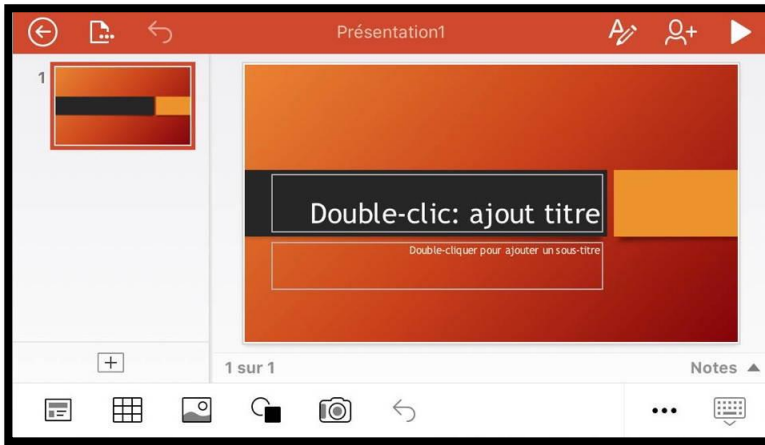 Présentation1
1
Double-clic: ajout titre
Double-cliquer pour ajouter un sous-titre
1 sur 1
Notes